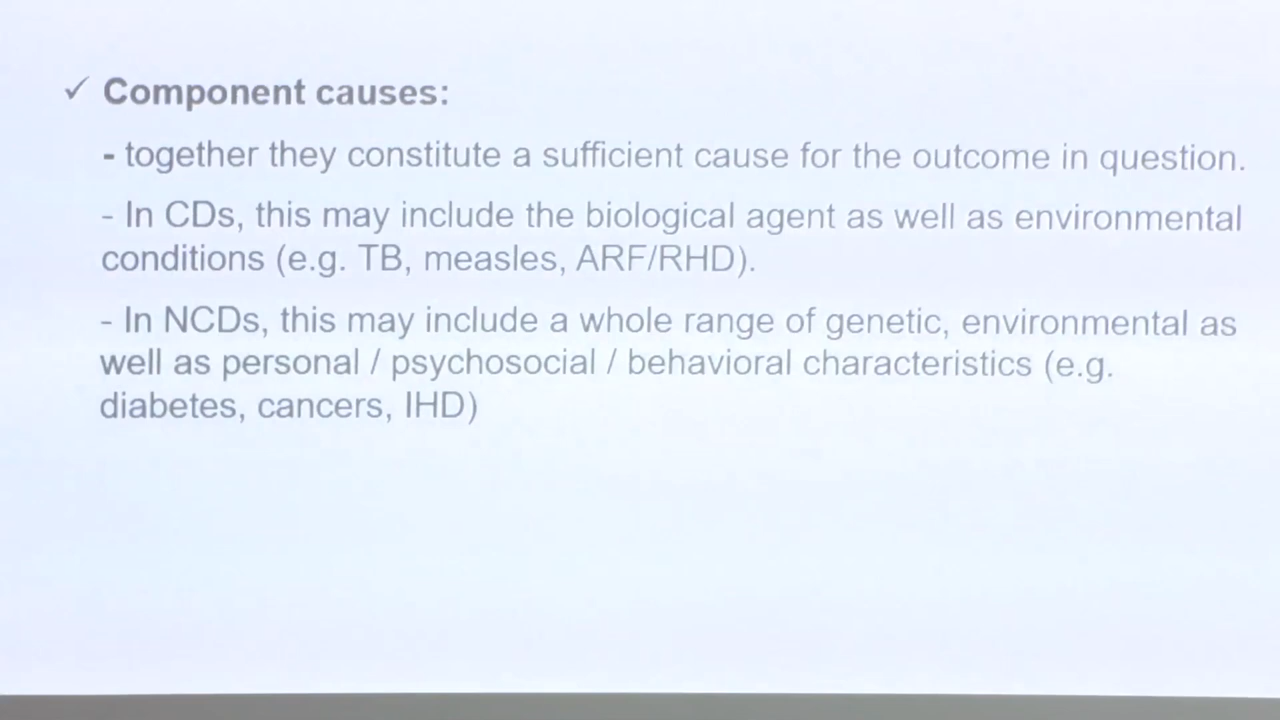 ✓ Component causes:
- together they constitute a sufficient cause for the outcome in question.
- In CDs, this may include the biological agent as well as environmental
conditions (e.g. TB, measles, ARF/RHD).
- In NCDs, this may include a whole range of genetic, environmental as
well as personal / psychosocial / behavioral characteristics (e.g.
diabetes, cancers, IHD)